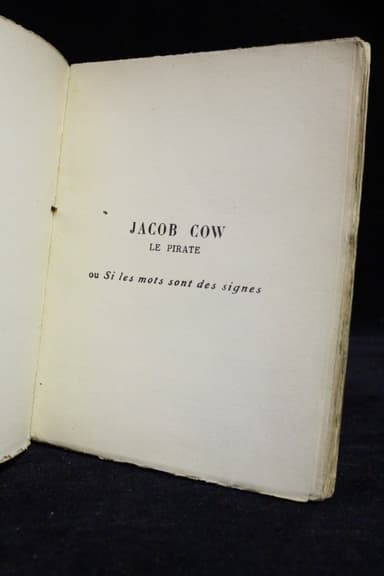 JACOB COW
LE PIRATE
ou Si les mots sont des signes